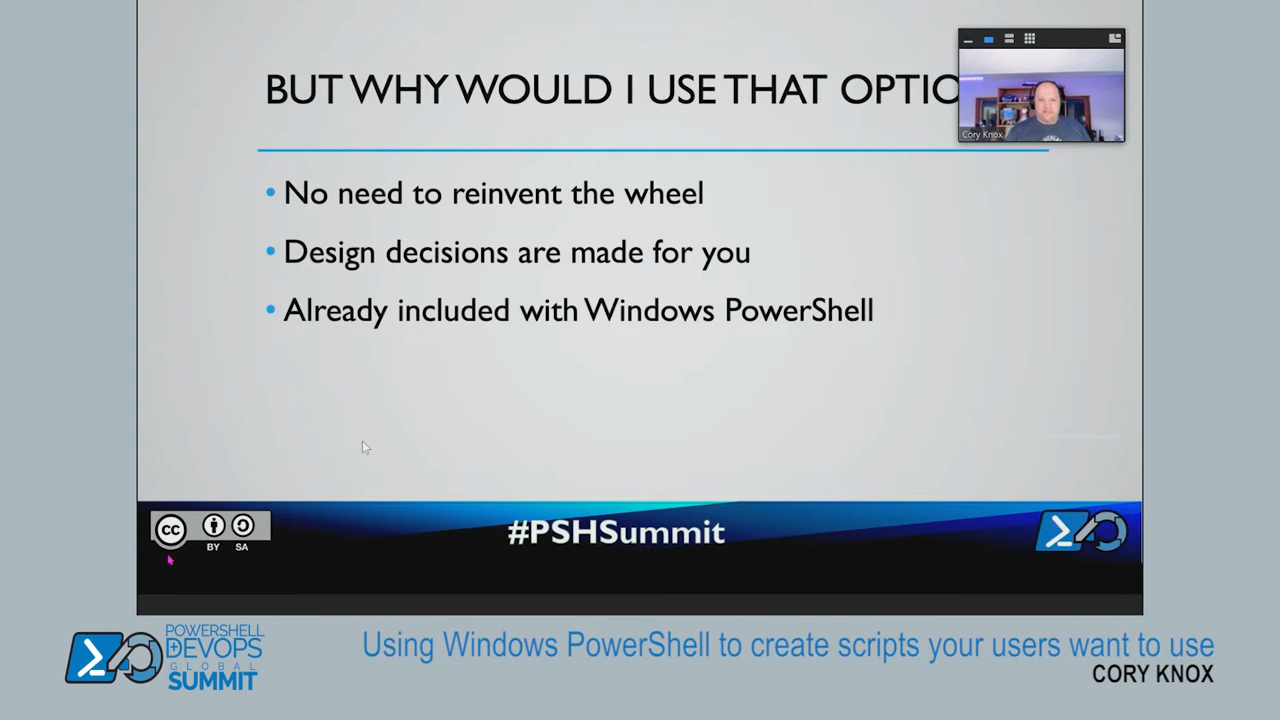 BUT WHY WOULD I USE THAT OPTIO
Cory Knox
• No need to reinvent the wheel
• Design decisions are made for you
• Already included with Windows PowerShell
cc
BY SA
#PSHSummit
POWERSHELL
DEVOPS
GLOBAL
SUMMIT
Using Windows PowerShell to create scripts your users want to use
CORY KNOX